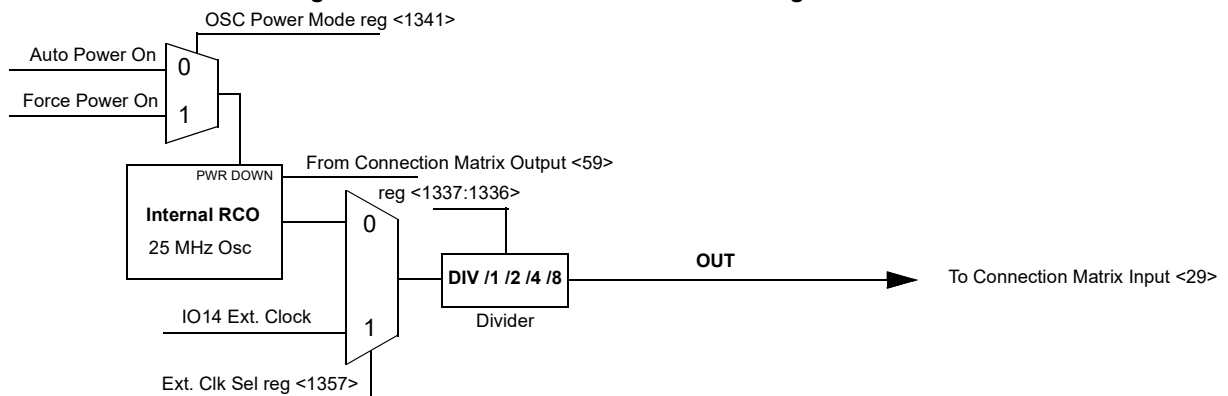 OSC Power Mode reg <1341>
Auto Power On
0
Force Power On
1
PWR DOWN
From Connection Matrix Output <59>
reg <1337:1336>
Internal RCO
0
25 MHz Osc
OUT
DIV /1 /2 /4 /8
To Connection Matrix Input <29>
IO14 Ext. Clock
1
Divider
Ext. Clk Sel reg <1357>